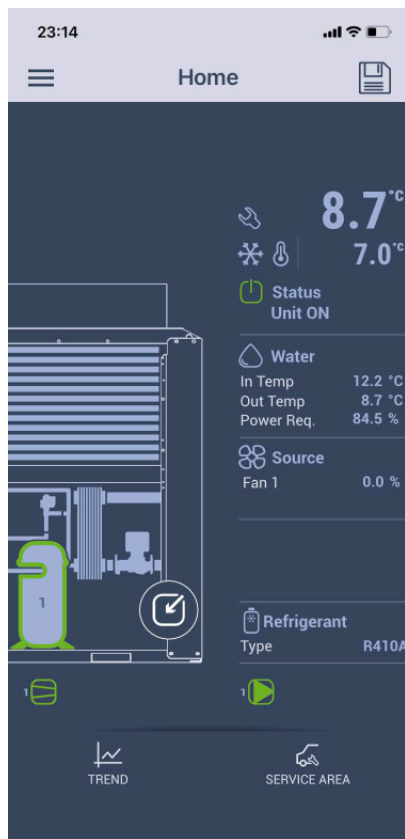 23:14
Home
8.7°C
7.0°C
Status
Unit ON
Water
In Temp 12.2 °C
Out Temp 8.7 °C
Power Req. 84.5 %
Source
Fan 1 0.0 %
1
Refrigerant
Type R410A
1
1
TREND
SERVICE AREA